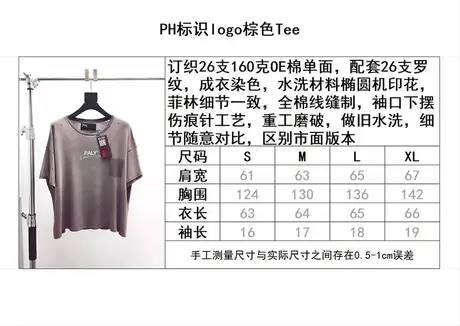 PH标识logo棕色Tee
订织26支160克OE棉单面，配套26支罗
纹，成衣染色，水洗材料椭圆机印花，
菲林细节一致，全棉线缝制，袖口下摆
伤痕针工艺，重工磨破，做旧水洗，细
节随意对比，区别市面版本
尺码 S M L XL
肩宽 61 63 65 67
胸围 124 130 136 142
衣长 63 64 65 66
袖长 16 17 18 19
手工测量尺寸与实际尺寸之间存在0.5-1cm误差
PALY